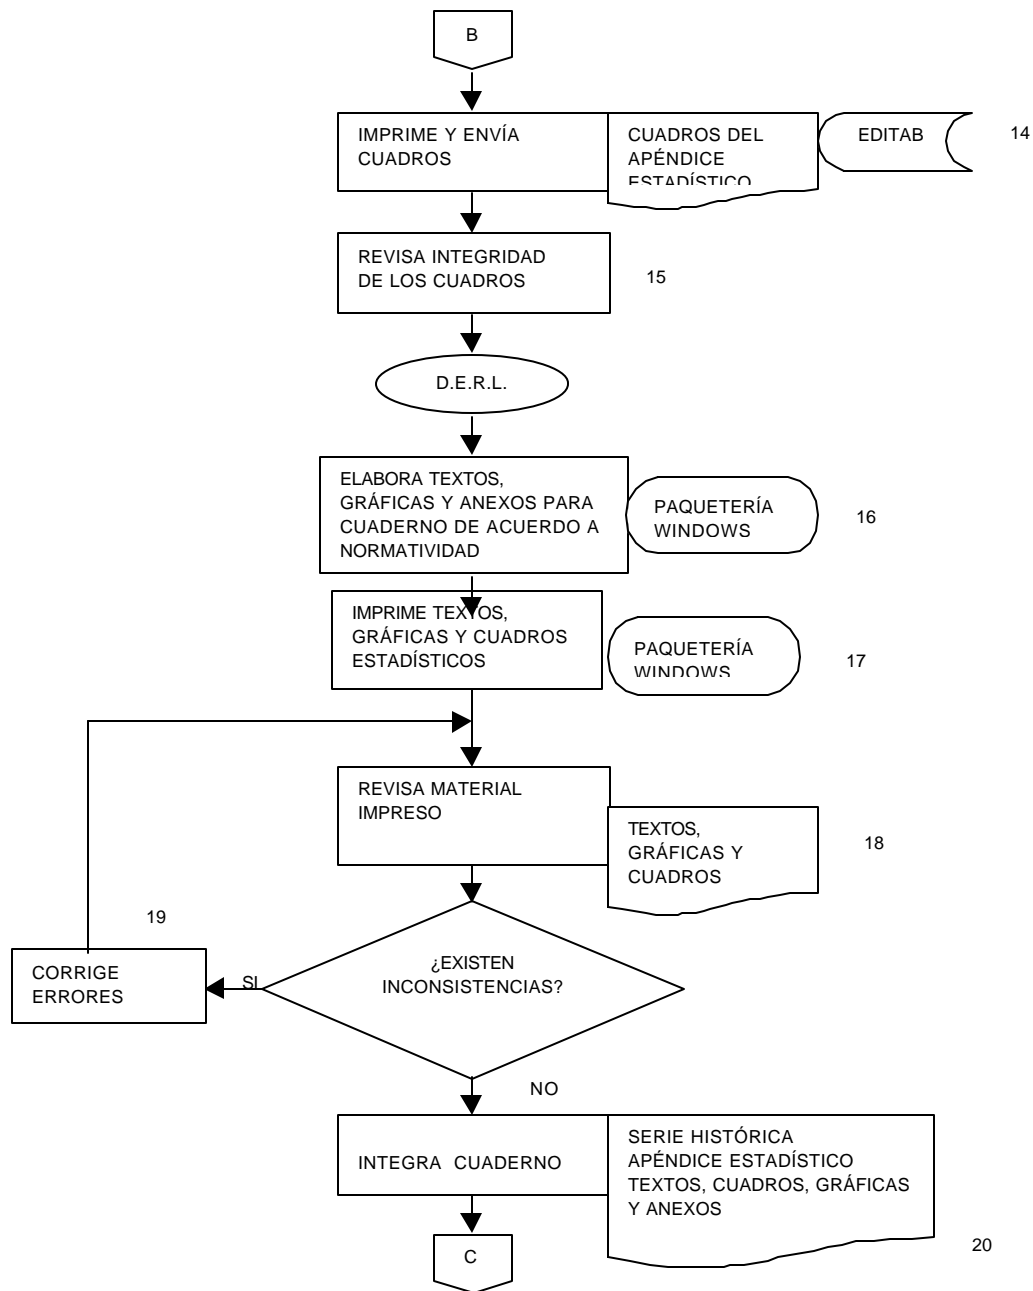 B
IMPRIME Y ENVÍA
CUADROS
CUADROS DEL
APÉNDICE
ESTADÍSTICO
EDITAB
14
REVISA INTEGRIDAD
DE LOS CUADROS
15
D.E.R.L.
ELABORA TEXTOS,
GRÁFICAS Y ANEXOS PARA
CUADERNO DE ACUERDO A
NORMATIVIDAD
PAQUETERÍA
WINDOWS
16
IMPRIME TEXTOS,
GRÁFICAS Y CUADROS
ESTADÍSTICOS
PAQUETERÍA
WINDOWS
17
REVISA MATERIAL
IMPRESO
TEXTOS,
GRÁFICAS Y
CUADROS
18
19
CORRIGE
ERRORES
SI
¿EXISTEN
INCONSISTENCIAS?
NO
INTEGRA CUADERNO
SERIE HISTÓRICA
APÉNDICE ESTADÍSTICO
TEXTOS, CUADROS, GRÁFICAS
Y ANEXOS
20
C